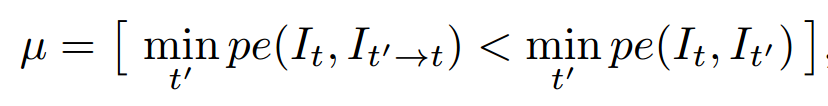 μ = [ min_{t′} pe(I_t, I_{t′→t}) < min_{t′} pe(I_t, I_{t′}) ],